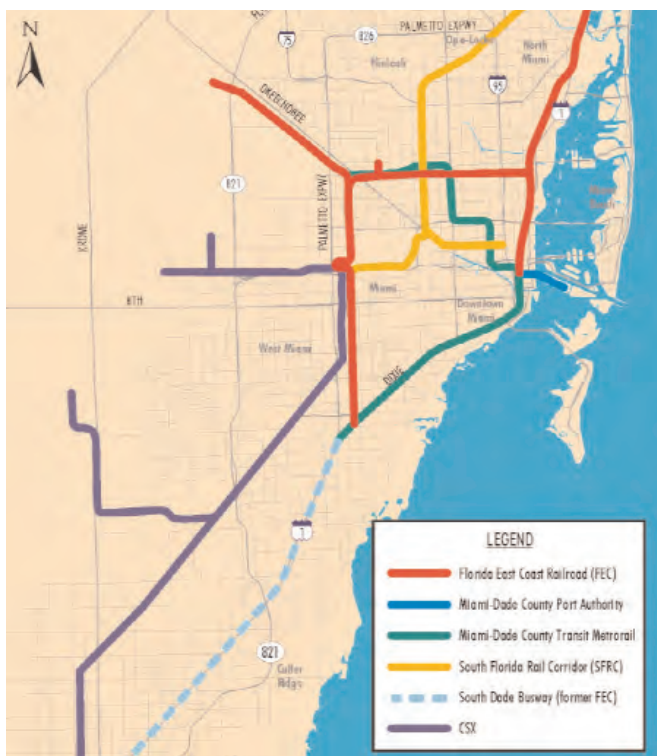 N
PALMETTO EXPWY
75
826
Opa-Locka
North
Miami
Hialeah
95
1
OKEECHOBEE
821
PALMETTO EXPWY
KROME
Miami
Beach
8TH
Miami
Downtown
Miami
West Miami
DIXIE
1
821
Cutler
Ridge
LEGEND
Florida East Coast Railroad (FEC)
Miami-Dade County Port Authority
Miami-Dade County Transit Metrorail
South Florida Rail Corridor (SFRC)
South Dade Busway (former FEC)
CSX